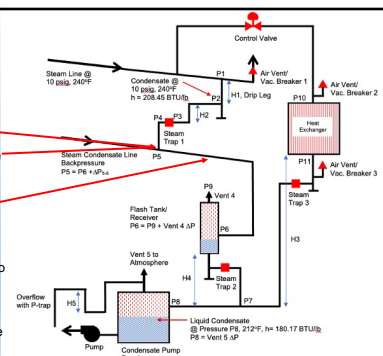 Control Valve
Steam Line @
10 psig, 240ºF
Condensate @
10 psig, 240ºF
h = 208.45 BTU/lb
P1
Air Vent/
Vac. Breaker 1
Air Vent/
Vac. Breaker 2
P2
H1, Drip Leg
P10
P4
P3
H2
Steam
Trap 1
Heat
Exchanger
Steam Condensate Line
Backpressure
P5 = P6 +ΔP5-6
P5
P11
Air Vent/
Vac. Breaker 3
P9
Vent 4
Steam
Trap 3
Flash Tank/
Receiver
P6 = P9 + Vent 4 ΔP
P6
H3
Vent 5 to
Atmosphere
H4
Steam
Trap 2
Overflow
with P-trap
H5
P8
P7
Liquid Condensate
@ Pressure P8, 212ºF, h= 180.17 BTU/lb
P8 = Vent 5 ΔP
Pump
Condensate Pump